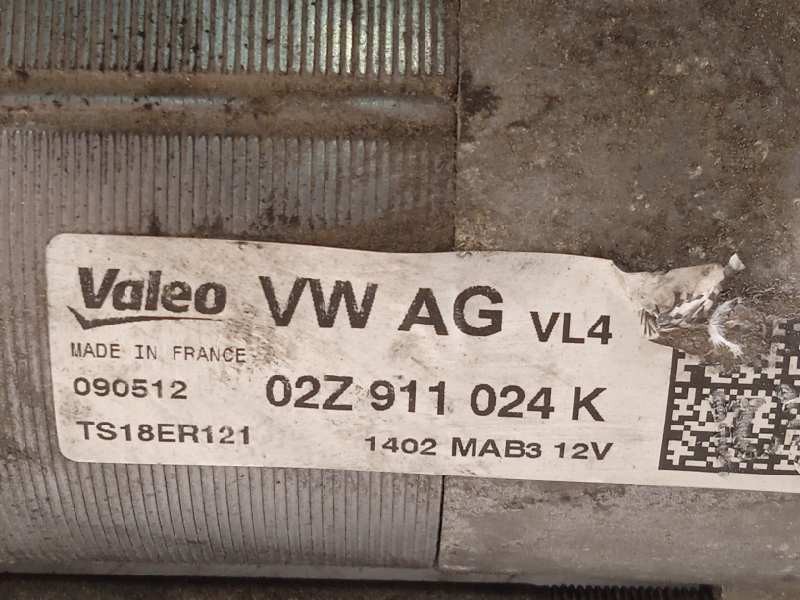 Valeo VW AG VL4
MADE IN FRANCE
090512 02Z 911 024 K
TS18ER121 1402 MAB3 12V